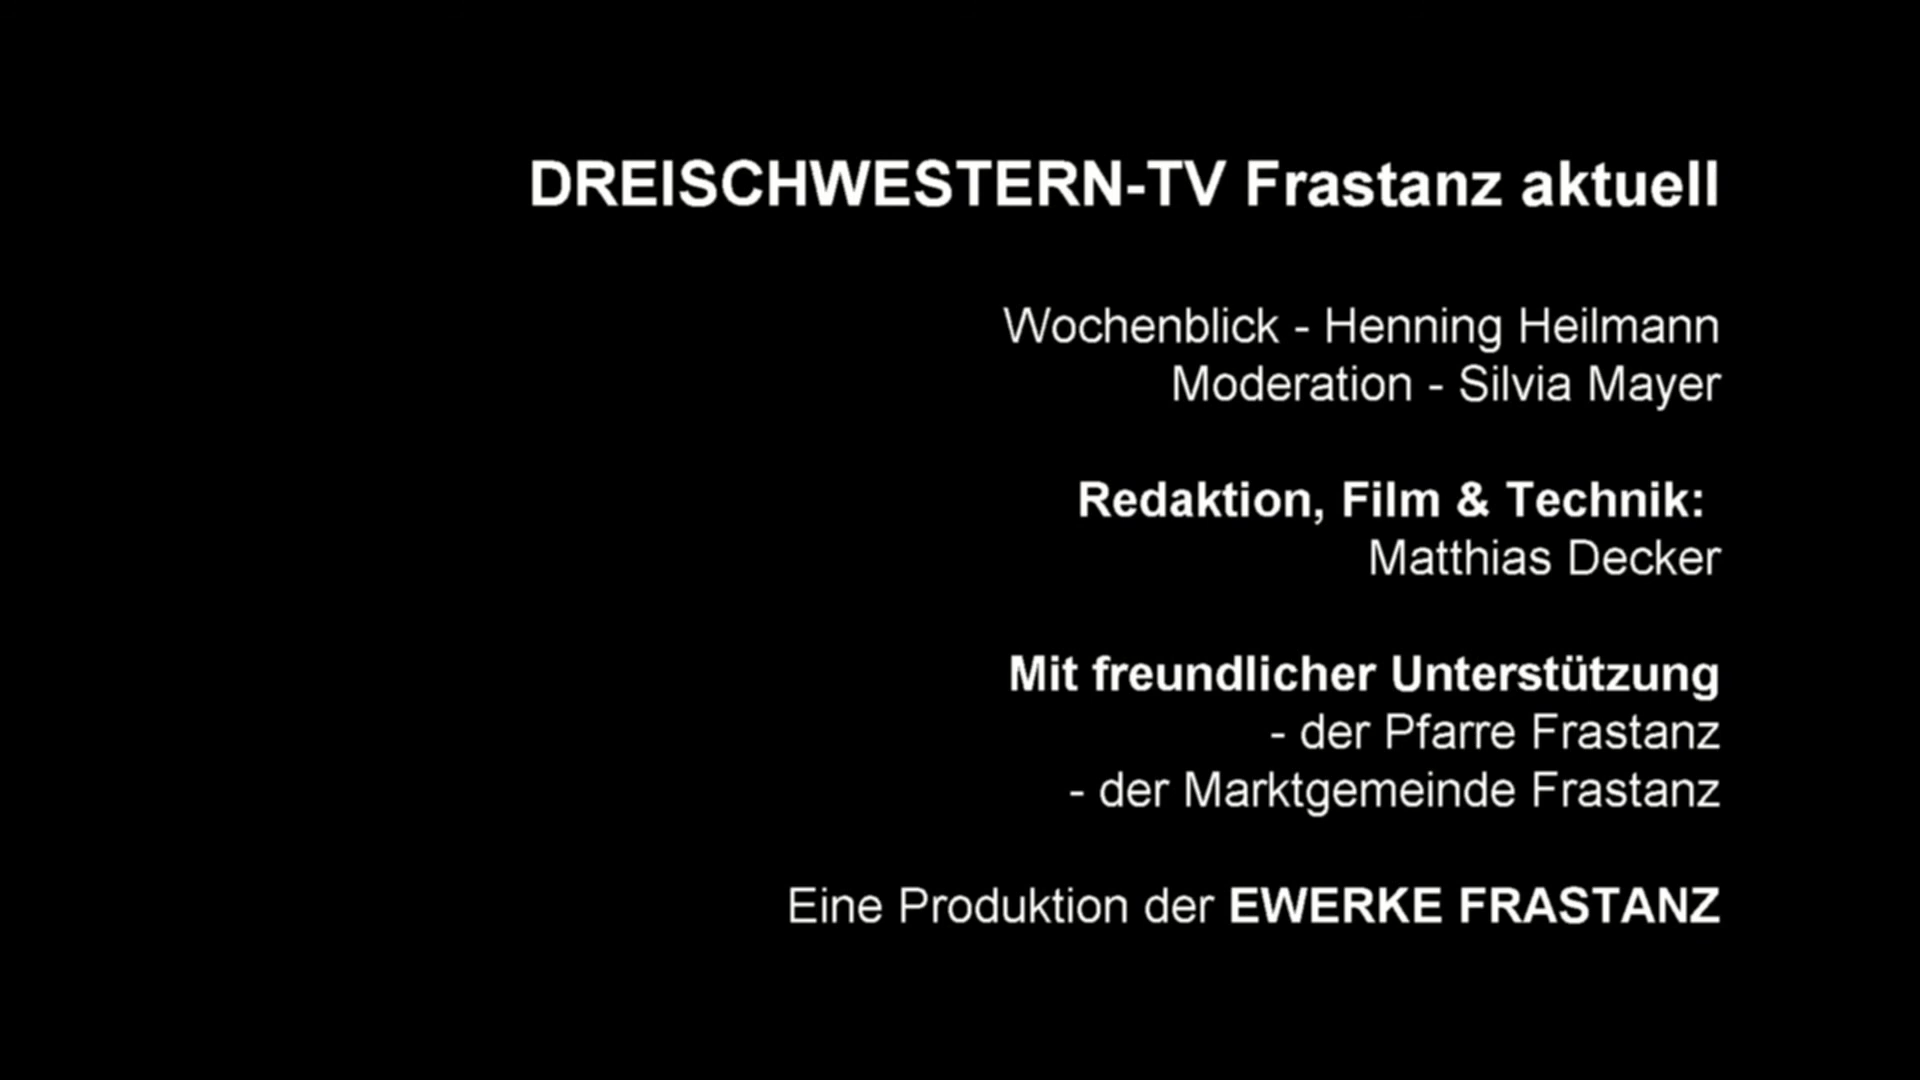 DREISCHWESTERN-TV Frastanz aktuell
Wochenblick - Henning Heilmann
Moderation - Silvia Mayer
Redaktion, Film & Technik:
Matthias Decker
Mit freundlicher Unterstützung
- der Pfarre Frastanz
- der Marktgemeinde Frastanz
Eine Produktion der EWERKE FRASTANZ